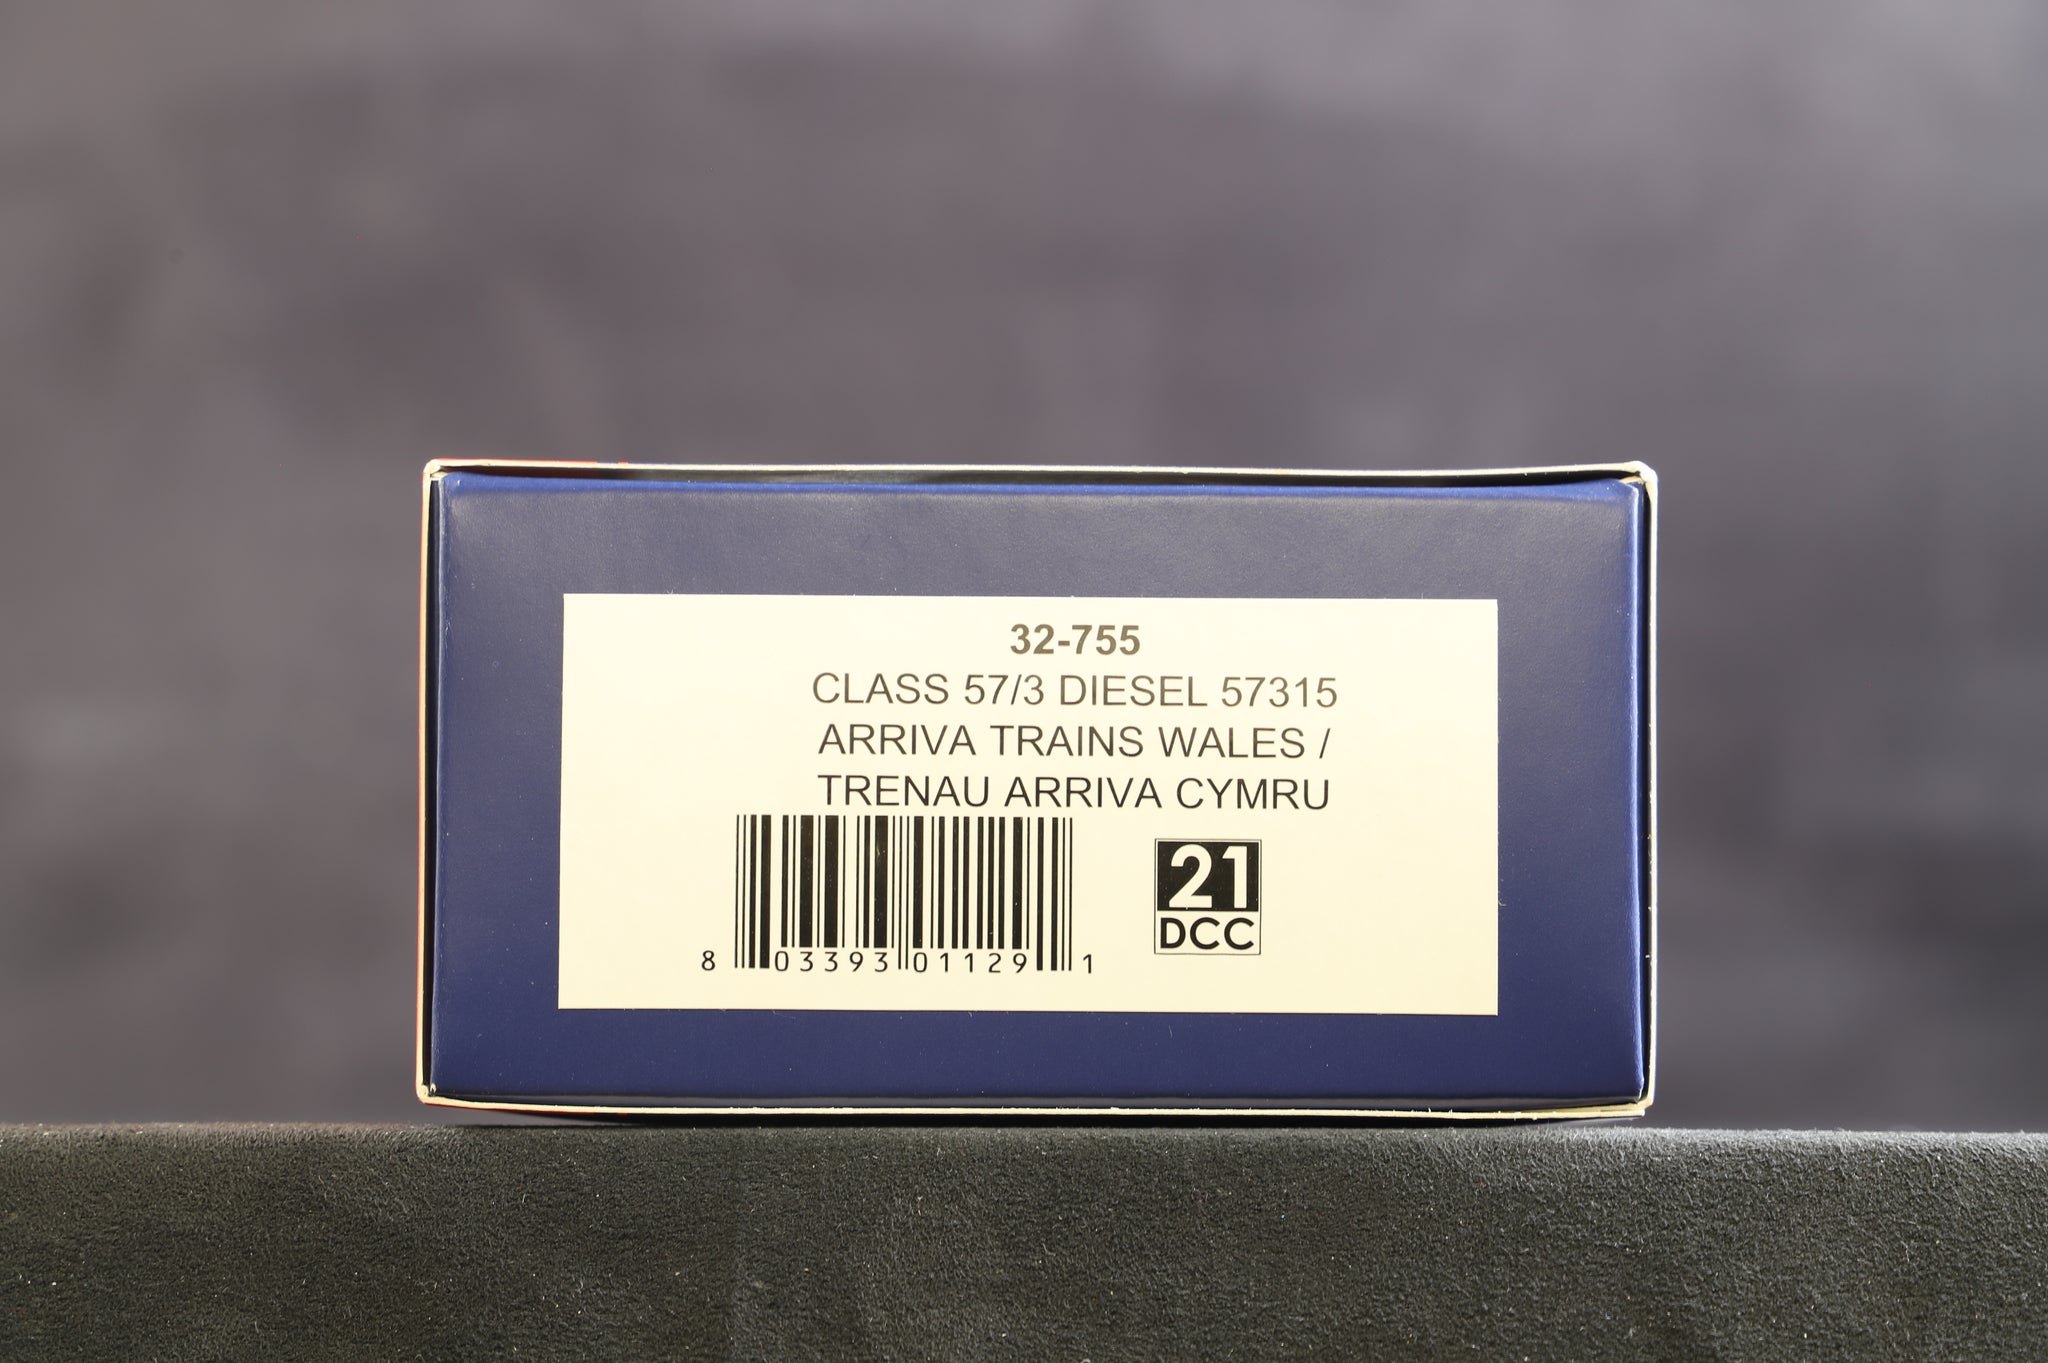 32-755
CLASS 57/3 DIESEL 57315
ARRIVA TRAINS WALES /
TRENAU ARRIVA CYMRU
8 03393 01129 1
21
DCC